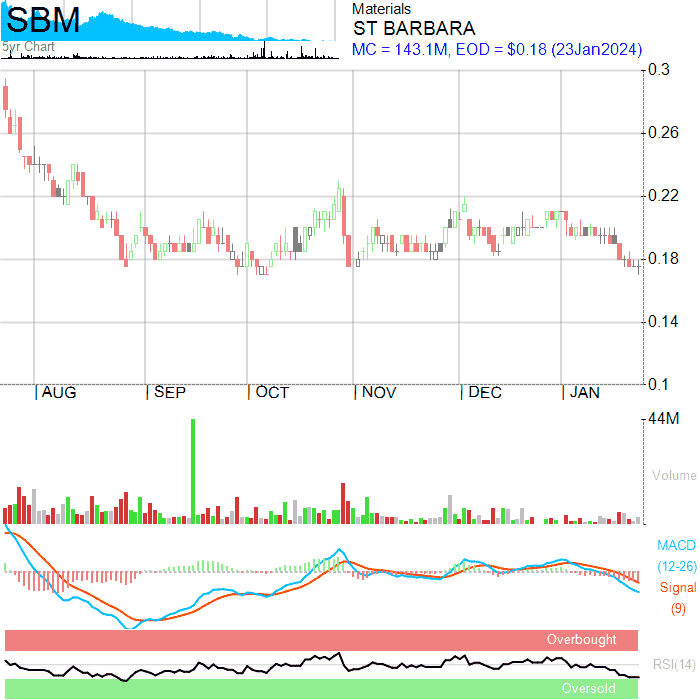 SBM
5yr Chart
Materials
ST BARBARA
MC = 143.1M, EOD = $0.18 (23Jan2024)
0.3
0.26
0.22
0.18
0.14
0.1
AUG SEP OCT NOV DEC JAN
44M
Volume
MACD
(12-26)
Signal
(9)
Overbought
RSI(14)
Oversold